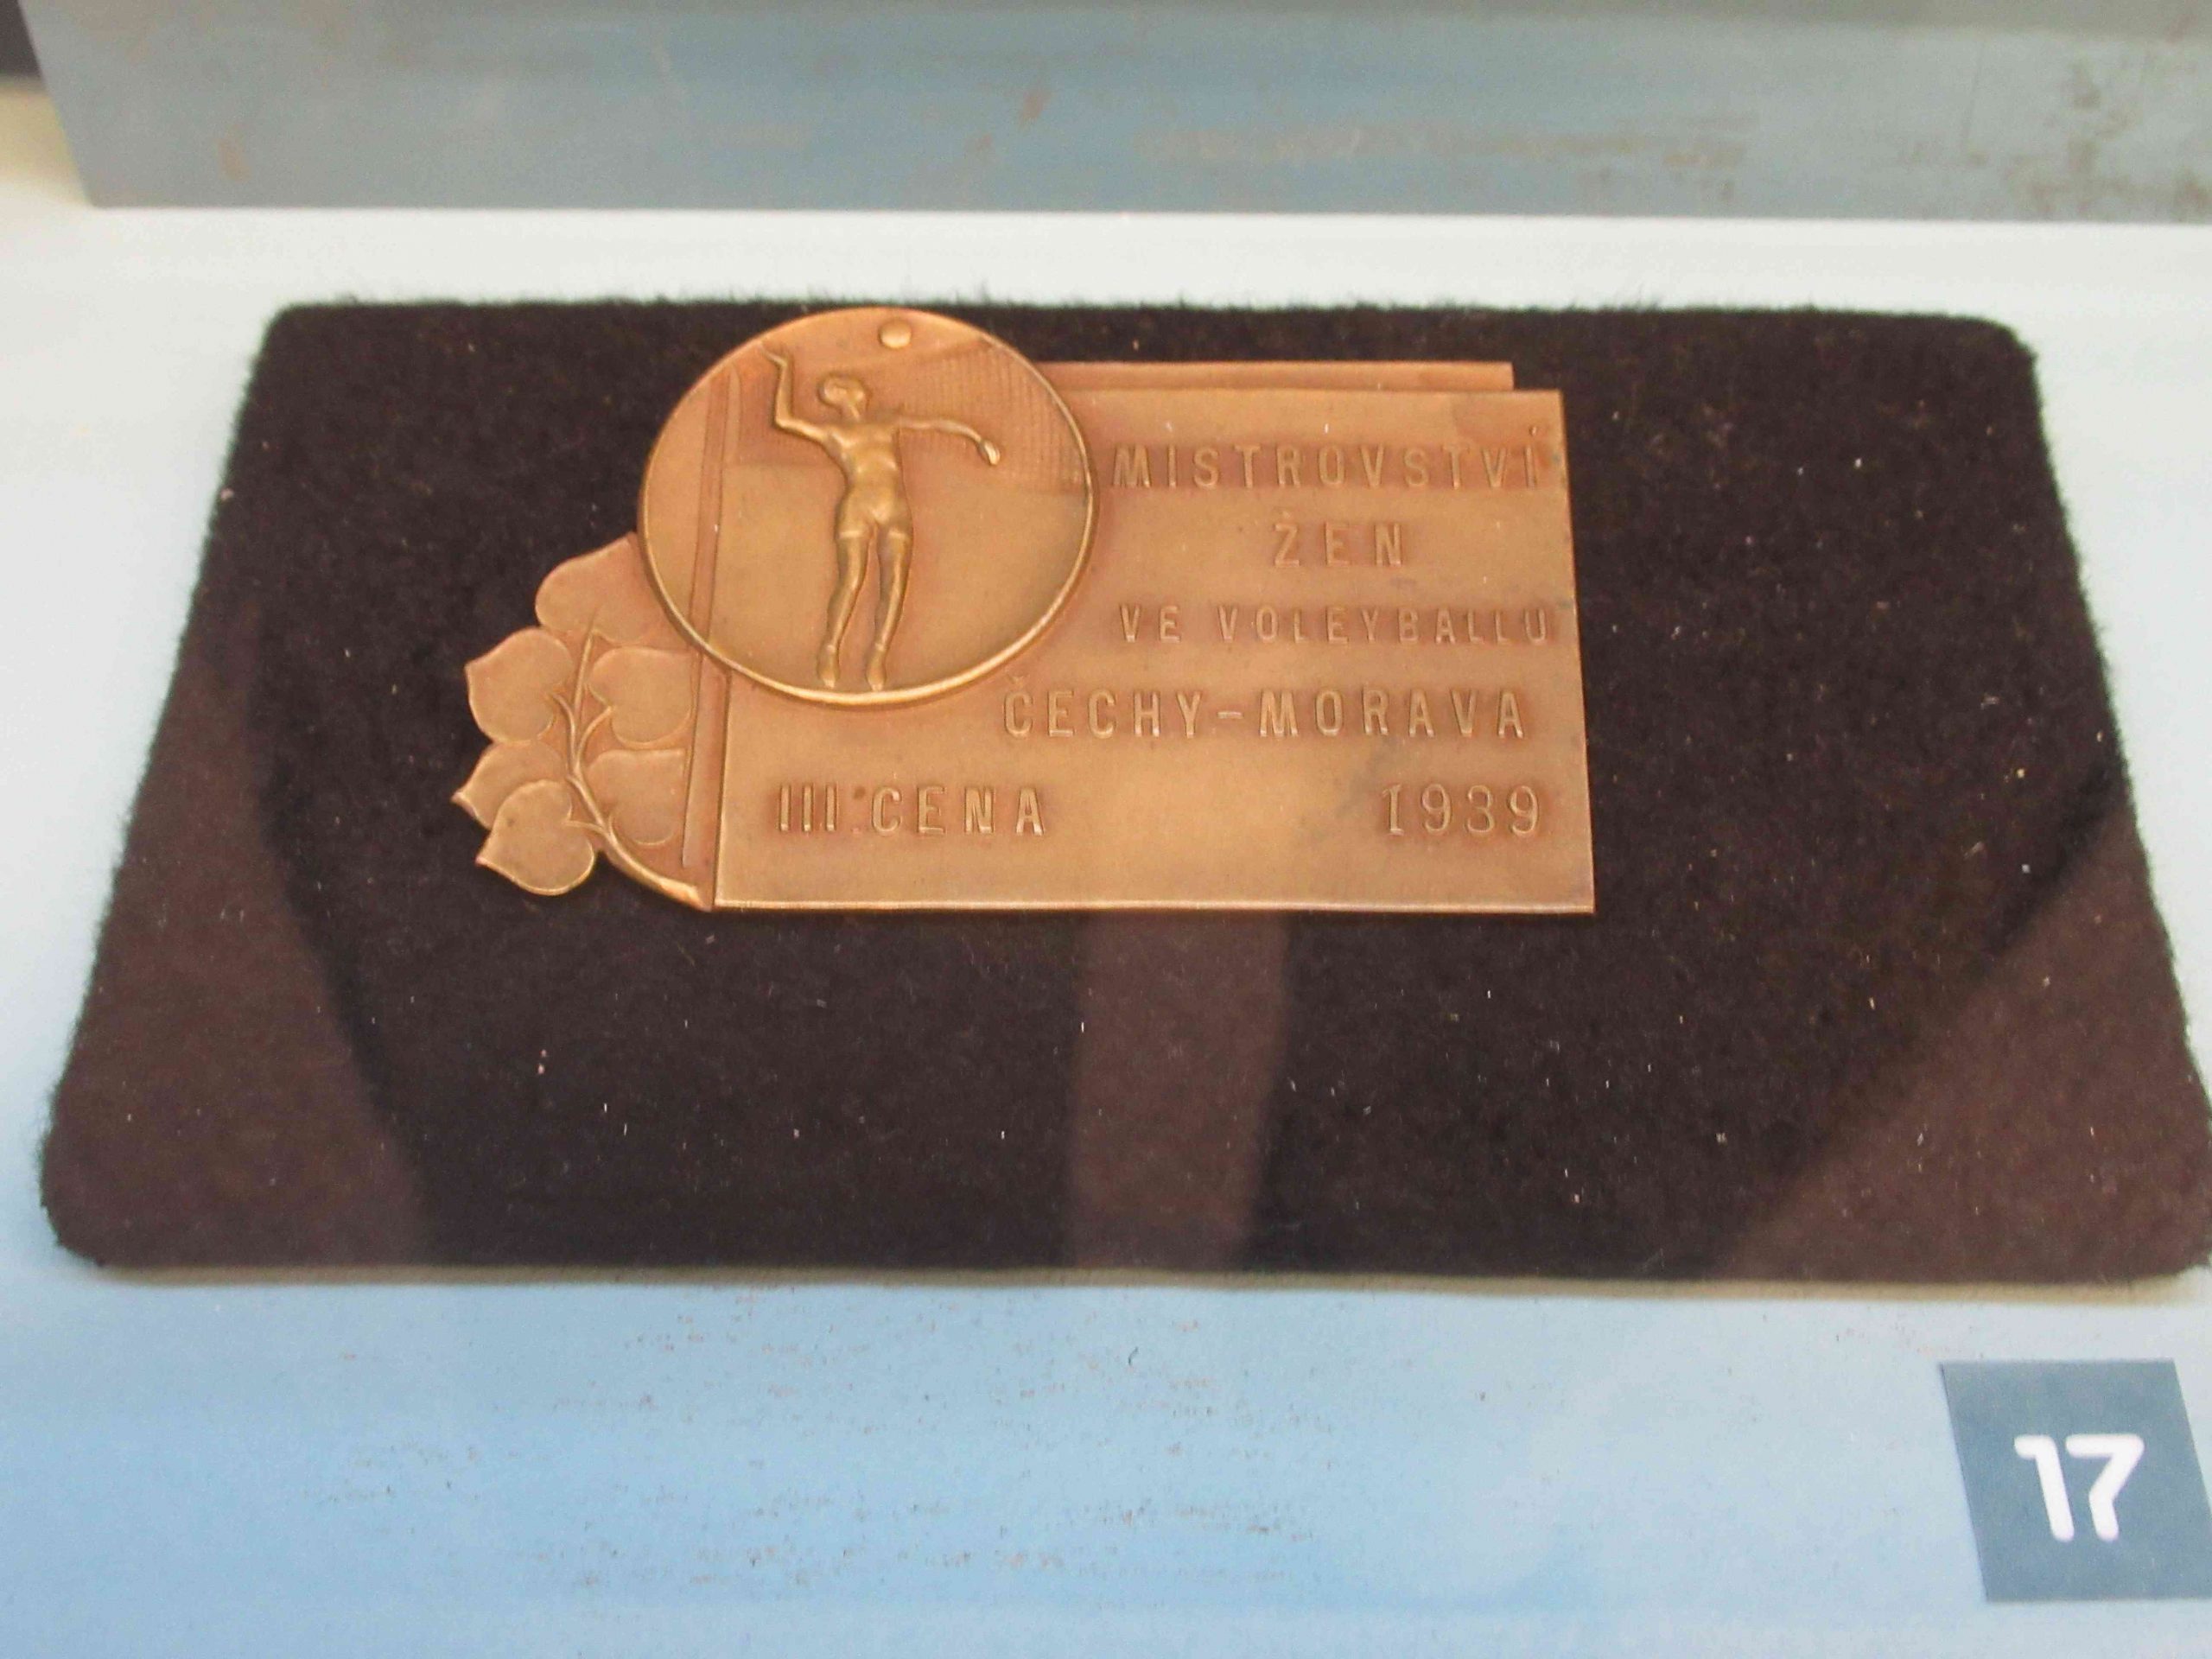 MISTROVSTVÍ
ŽEN
VE VOLEYBALLU
ČECHY-MORAVA
III. CENA 1939
17